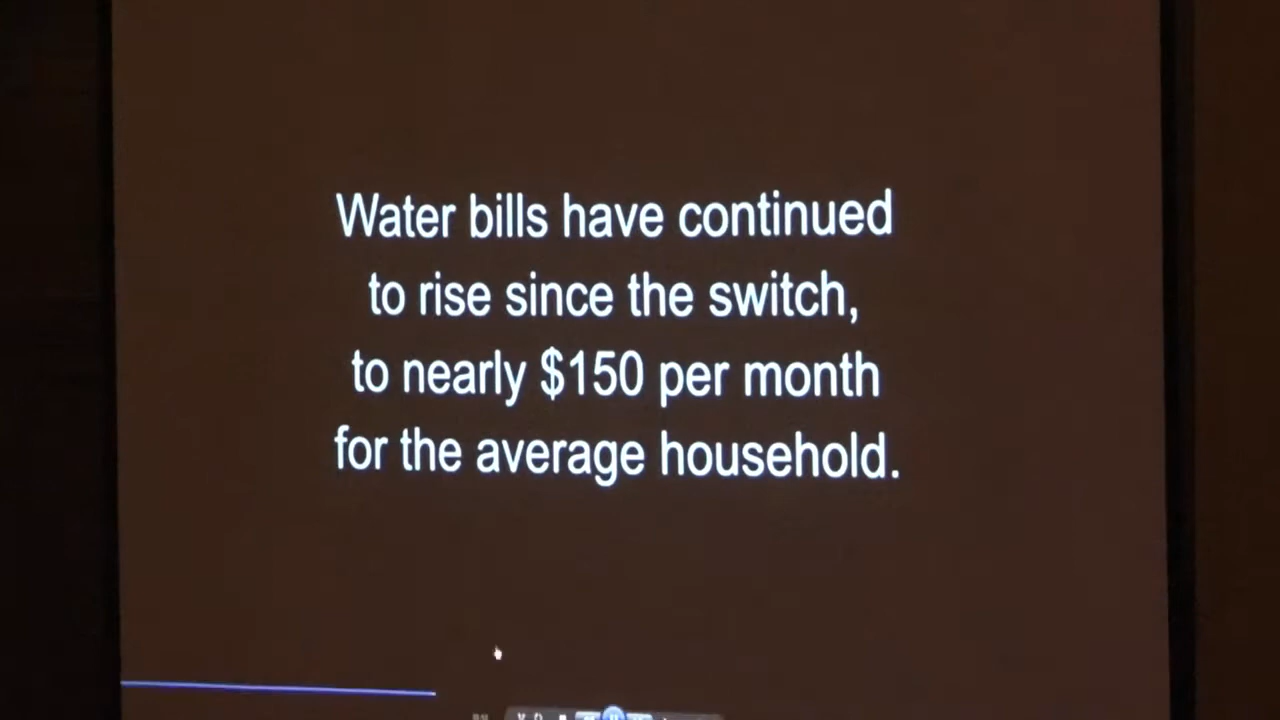 Water bills have continued
to rise since the switch,
to nearly $150 per month
for the average household.